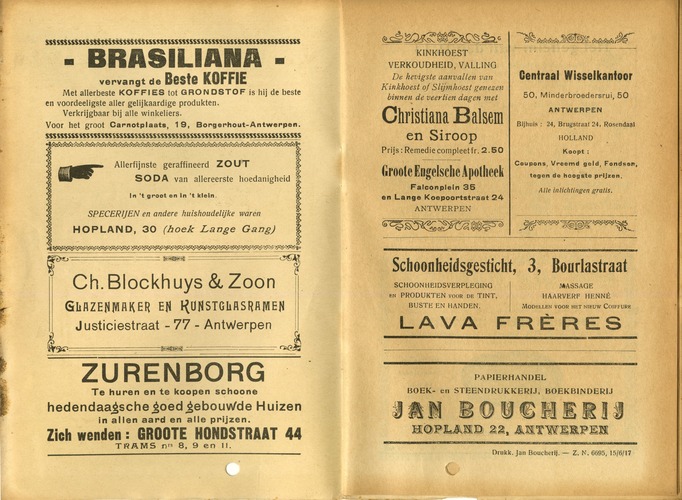 - BRASILIANA -
vervangt de Beste KOFFIE
Met allerbeste KOFFIES tot GRONDSTOF is hij de beste
en voordeeligste aller gelijkaardige produkten.
Verkrijgbaar bij alle winkeliers.
Voor het groot Carnotplaats, 19, Borgerhout-Antwerpen.
Allerfijnste geraffineerd ZOUT
SODA van allereerste hoedanigheid
In 't groot en in 't klein.
SPECERIJEN en andere huishoudelijke waren
HOPLAND, 30 (hoek Lange Gang)
Ch. Blockhuys & Zoon
GLAZENMAKER EN KUNSTGLASRAMEN
Justiciestraat - 77 - Antwerpen
ZURENBORG
Te huren en te koopen schoone
hedendaagsche goed gebouwde Huizen
in allen aard en alle prijzen.
Zich wenden : GROOTE HONDSTRAAT 44
TRAMS nrs 8, 9 en 11.
KINKHOEST
VERKOUDHEID, VALLING
De hevigste aanvallen van
Kinkhoest of Slijmhoest genezen
binnen de veertien dagen met
Christiana Balsem
en Siroop
Prijs : Remedie compleet fr. 2.50
Groote Engelsche Apotheek
Falconplein 35
en Lange Koepoortstraat 24
ANTWERPEN
Centraal Wisselkantoor
50, Minderbroedersrui, 50
ANTWERPEN
Bijhuis : 24, Brugstraat 24, Rosendaal
HOLLAND
Koopt :
Coupons, Vreemd geld, Fondsen,
tegen de hoogste prijzen.
Alle inlichtingen gratis.
Schoonheidsgesticht, 3, Bourlastraat
SCHOONHEIDSVERPLEGING
en PRODUKTEN VOOR DE TINT,
BUSTE EN HANDEN.
MASSAGE
HAARVERF HENNÉ
MODELLEN VOOR HET NIEUW COIFFURE
LAVA FRÈRES
PAPIERHANDEL
BOEK- EN STEENDRUKKERIJ, BOEKBINDERIJ
JAN BOUCHERIJ
HOPLAND 22, ANTWERPEN
Drukk. Jan Boucherij. — Z. N. 6695, 15/6/17